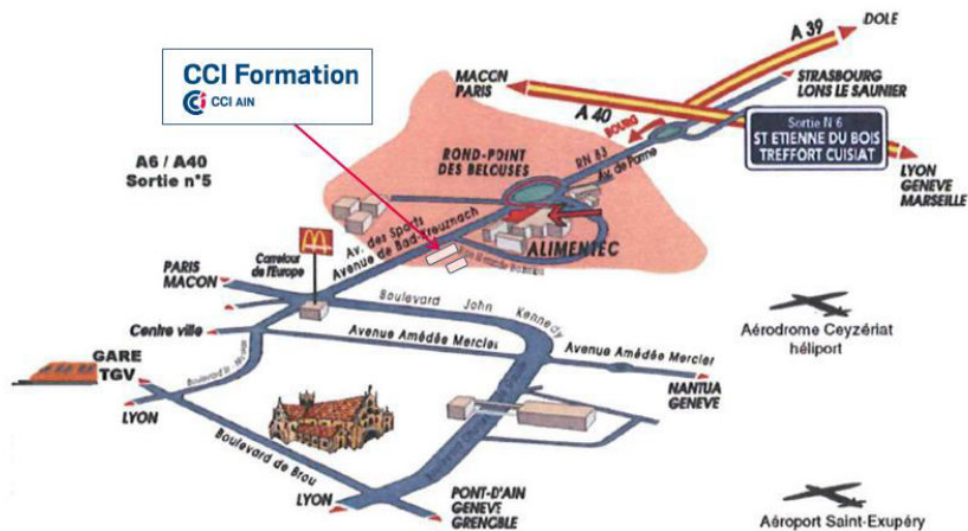 CCI Formation
CCI AIN
A 39
DOLE
MACON
PARIS
A 40
BOURG
STRASBOURG
LONS LE SAUNIER
Sortie N 6
ST ETIENNE DU BOIS
TREFFORT CUISIAT
LYON
GENEVE
MARSEILLE
RN 83
Av. de Parme
ROND-POINT
DES BELOUSES
A6 / A40
Sortie n°5
Av. des Sports
Avenue de Bad-Kreuznach
ALIMENTEC
Carrefour
de l'Europe
PARIS
MACON
Boulevard John Kennedy
Centre ville
Avenue Amédée Mercier
Avenue Amédée Mercier
Aérodrome Ceyzériat
héliport
GARE
TGV
LYON
NANTUA
GENEVE
Boulevard de Brou
LYON
PONT-D'AIN
GENEVE
GRENOBLE
Aéroport Saint-Exupéry